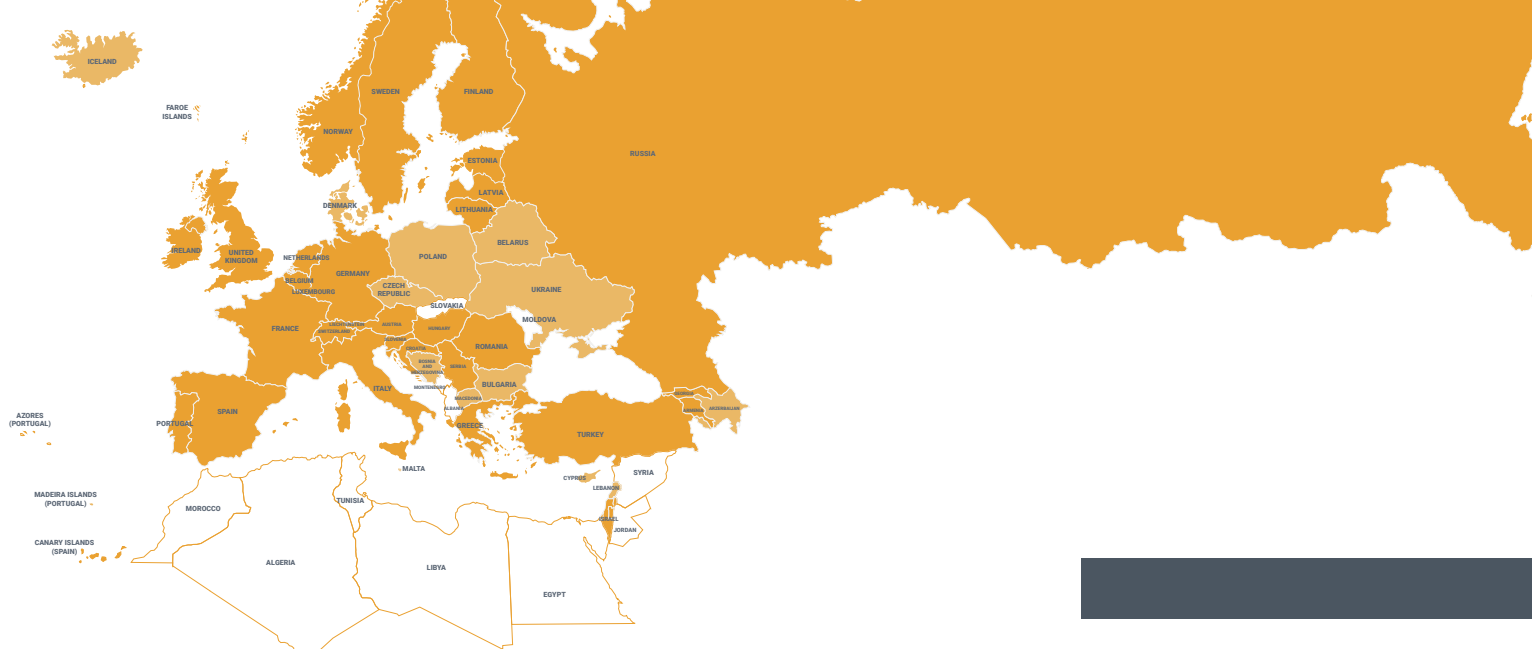 ICELAND
FAROE
ISLANDS
SWEDEN
FINLAND
NORWAY
RUSSIA
ESTONIA
LATVIA
LITHUANIA
DENMARK
BELARUS
IRELAND
UNITED
KINGDOM
NETHERLANDS
POLAND
GERMANY
BELGIUM
LUXEMBOURG
CZECH
REPUBLIC
UKRAINE
SLOVAKIA
MOLDOVA
FRANCE
LIECHTENSTEIN
SWITZERLAND
AUSTRIA
HUNGARY
SLOVENIA
CROATIA
ROMANIA
BOSNIA
AND
HERZEGOVINA
SERBIA
ITALY
MONTENEGRO
BULGARIA
MACEDONIA
ALBANIA
GEORGIA
ARMENIA
AZERBAIJAN
SPAIN
PORTUGAL
AZORES
(PORTUGAL)
GREECE
TURKEY
MALTA
CYPRUS
SYRIA
LEBANON
MADEIRA ISLANDS
(PORTUGAL)
MOROCCO
TUNISIA
ISRAEL
JORDAN
CANARY ISLANDS
(SPAIN)
ALGERIA
LIBYA
EGYPT